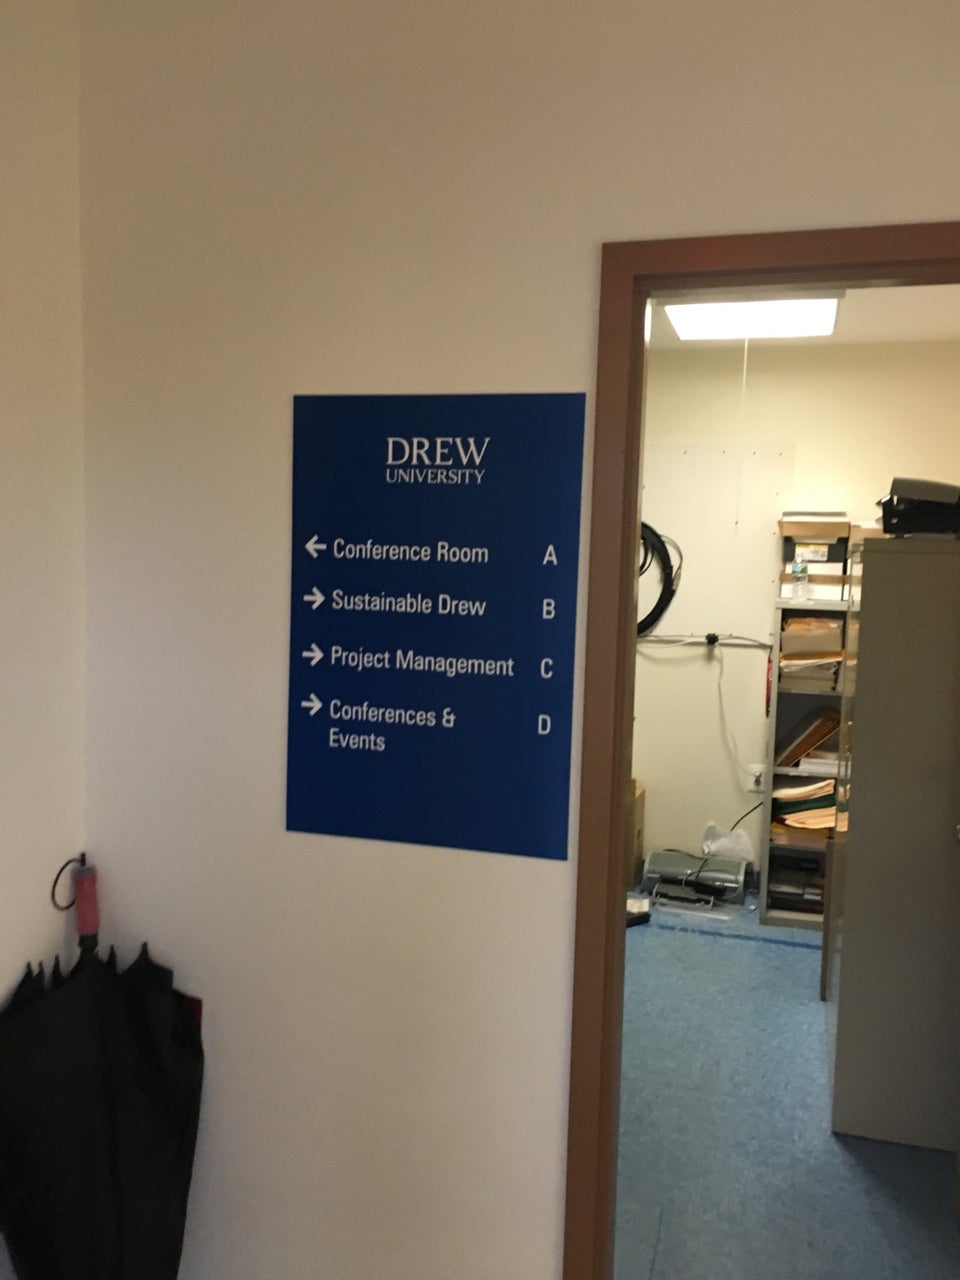 DREW
UNIVERSITY
← Conference Room A
→ Sustainable Drew B
→ Project Management C
→ Conferences & D
Events